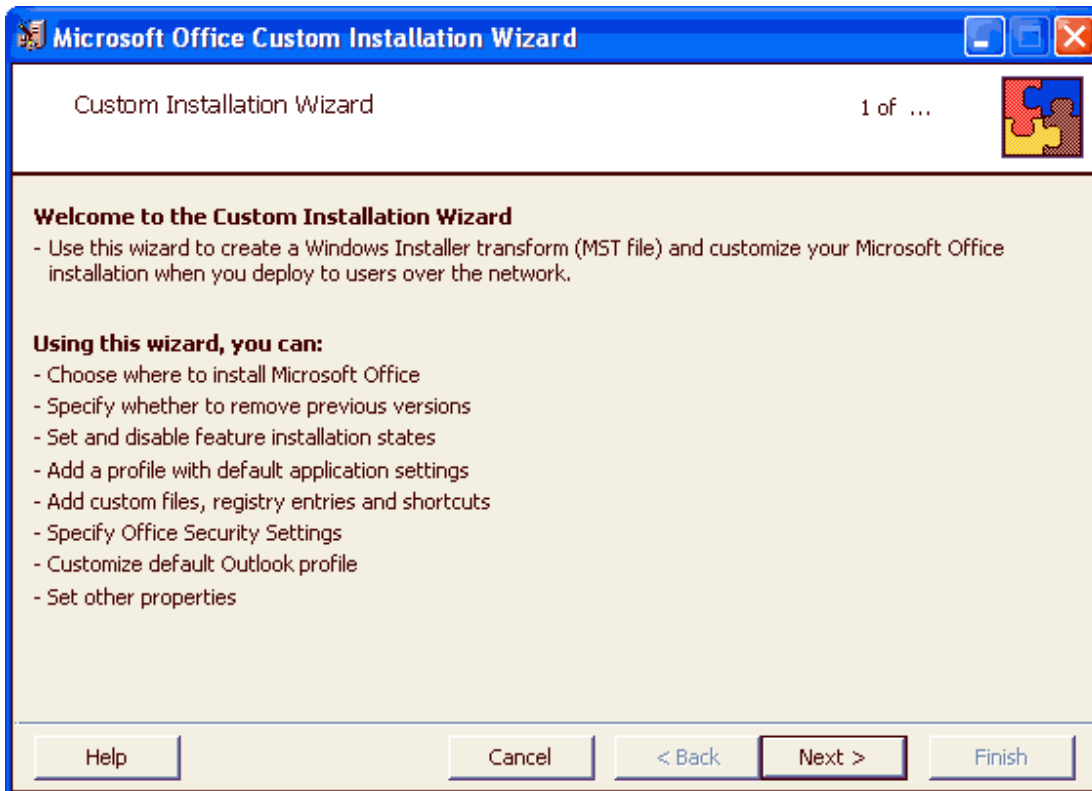 Microsoft Office Custom Installation Wizard
Custom Installation Wizard
1 of ...
Welcome to the Custom Installation Wizard
- Use this wizard to create a Windows Installer transform (MST file) and customize your Microsoft Office
installation when you deploy to users over the network.
Using this wizard, you can:
- Choose where to install Microsoft Office
- Specify whether to remove previous versions
- Set and disable feature installation states
- Add a profile with default application settings
- Add custom files, registry entries and shortcuts
- Specify Office Security Settings
- Customize default Outlook profile
- Set other properties
Help
Cancel
< Back
Next >
Finish